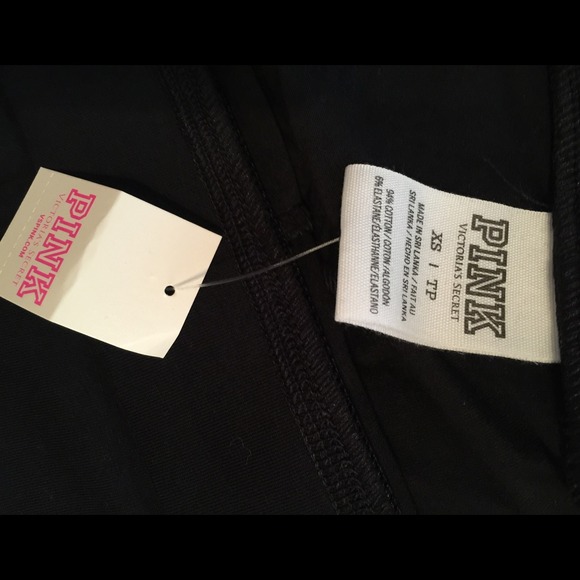 PINK
VICTORIA'S SECRET
VSPINK.COM
PINK
VICTORIA'S SECRET
XS | TP
MADE IN SRI LANKA / FAIT AU
SRI LANKA / HECHO EN SRI LANKA
94% COTTON / COTON / ALGODON
6% ELASTANE/ELASTHANNE/ELASTANO